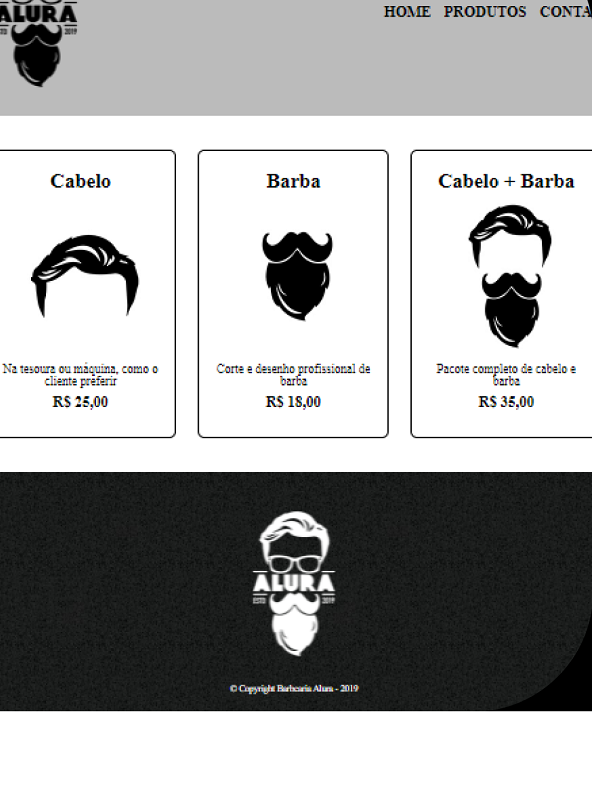 ALURA
ESTD 2019
HOME PRODUTOS CONTA
Cabelo
Barba
Cabelo + Barba
Na tesoura ou máquina, como o
cliente preferir
Corte e desenho profissional de
barba
Pacote completo de cabelo e
barba
R$ 25,00
R$ 18,00
R$ 35,00
ALURA
ESTD 2019
© Copyright Barbearia Alura - 2019